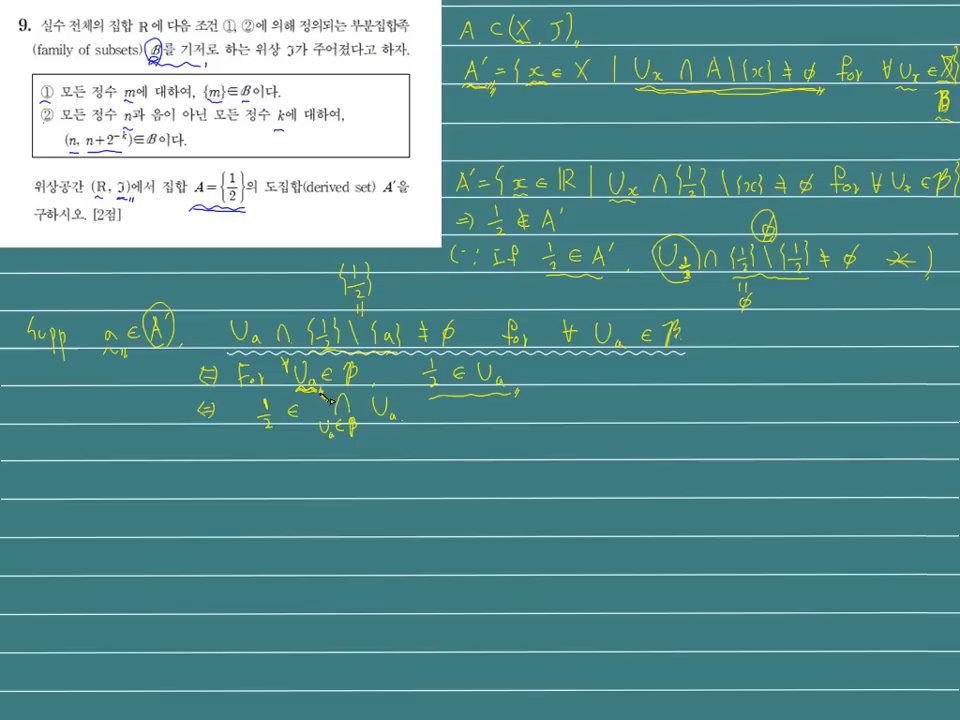 9. 실수 전체의 집합 R에 다음 조건 ①, ②에 의해 정의되는 부분집합족
(family of subsets) ℬ를 기저로 하는 위상 ℑ가 주어졌다고 하자.
① 모든 정수 m에 대하여, {m}∈ℬ이다.
② 모든 정수 n과 음이 아닌 모든 정수 k에 대하여,
(n, n+2^{-k})∈ℬ이다.
위상공간 (R, ℑ)에서 집합 A={1/2}의 도집합(derived set) A′을
구하시오. [2점]
A ⊂ (X, J)
A' = { x ∈ X | U_x ∩ A \ {x} ≠ ∅ for ∀ U_x ∈ ℬ }
A' = { x ∈ ℝ | U_x ∩ {1/2} \ {x} ≠ ∅ for ∀ U_x ∈ ℬ }
⇒ 1/2 ∉ A'
∅
(∵ If 1/2 ∈ A', U_{1/2} ∩ {1/2} \ {1/2} ≠ ∅ ※ )
= ∅
{1/2}
=
Supp a ∈ A', U_a ∩ {1/2} \ {a} ≠ ∅ for ∀ U_a ∈ ℬ
⇔ For ∀ U_a ∈ ℬ, 1/2 ∈ U_a
⇔ 1/2 ∈ ∩_{U_a ∈ ℬ} U_a.